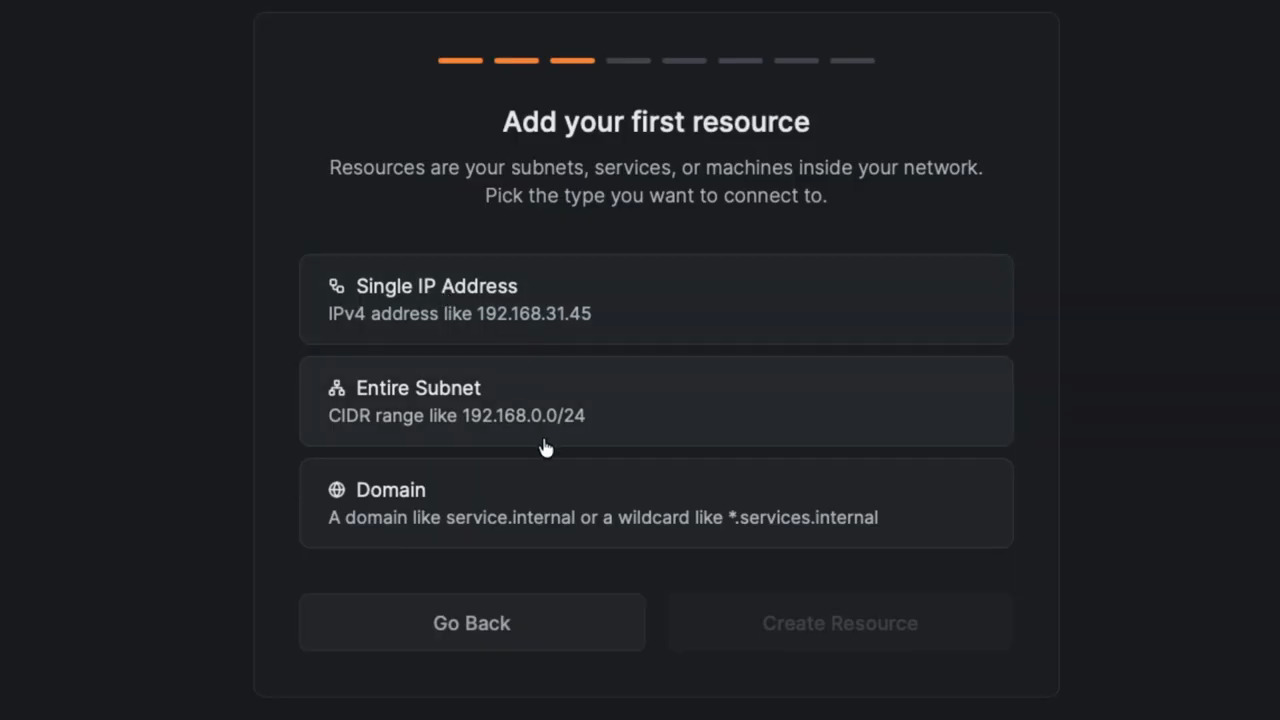 Add your first resource
Resources are your subnets, services, or machines inside your network.
Pick the type you want to connect to.
Single IP Address
IPv4 address like 192.168.31.45
Entire Subnet
CIDR range like 192.168.0.0/24
Domain
A domain like service.internal or a wildcard like *.services.internal
Go Back
Create Resource